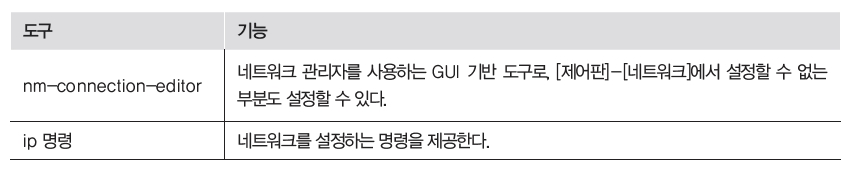 도구 기능
nm-connection-editor 네트워크 관리자를 사용하는 GUI 기반 도구로, [제어판]-[네트워크]에서 설정할 수 없는
부분도 설정할 수 있다.
ip 명령 네트워크를 설정하는 명령을 제공한다.